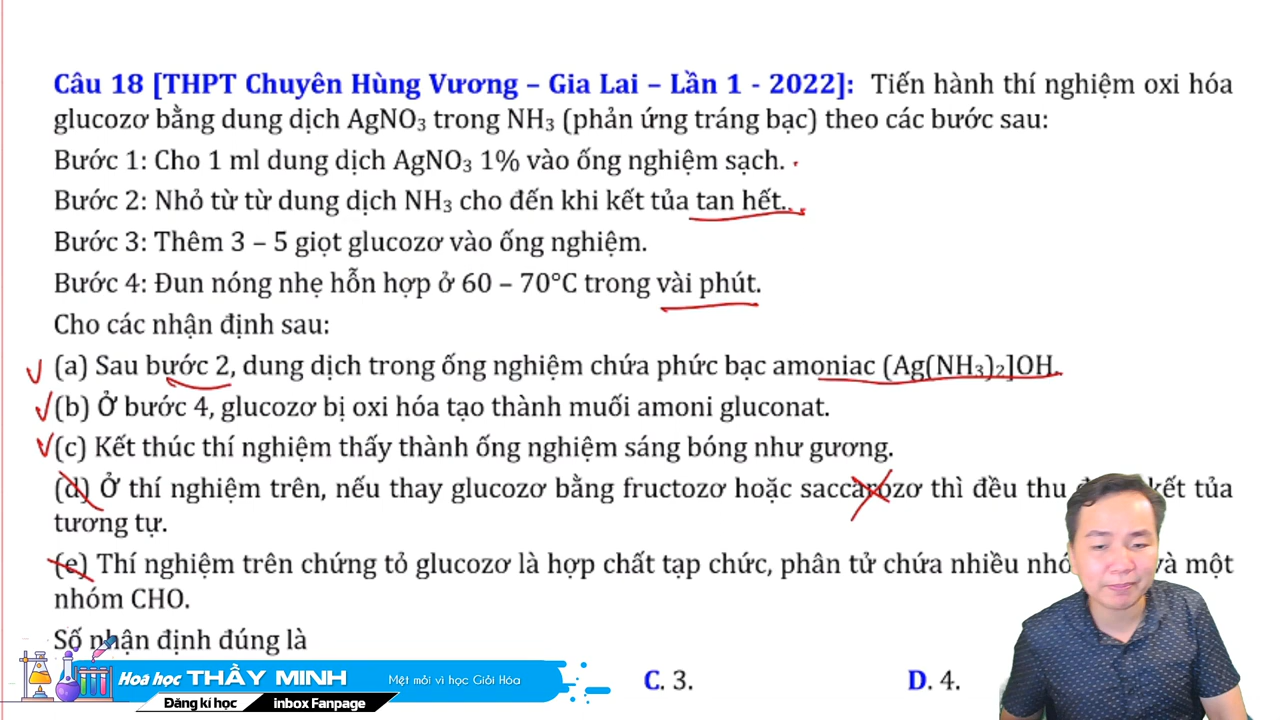 Câu 18 [THPT Chuyên Hùng Vương – Gia Lai – Lần 1 - 2022]: Tiến hành thí nghiệm oxi hóa
glucozơ bằng dung dịch AgNO₃ trong NH₃ (phản ứng tráng bạc) theo các bước sau:
Bước 1: Cho 1 ml dung dịch AgNO₃ 1% vào ống nghiệm sạch.
Bước 2: Nhỏ từ từ dung dịch NH₃ cho đến khi kết tủa tan hết.
Bước 3: Thêm 3 – 5 giọt glucozơ vào ống nghiệm.
Bước 4: Đun nóng nhẹ hỗn hợp ở 60 – 70°C trong vài phút.
Cho các nhận định sau:
(a) Sau bước 2, dung dịch trong ống nghiệm chứa phức bạc amoniac (Ag(NH₃)₂]OH.
(b) Ở bước 4, glucozơ bị oxi hóa tạo thành muối amoni gluconat.
(c) Kết thúc thí nghiệm thấy thành ống nghiệm sáng bóng như gương.
(d) Ở thí nghiệm trên, nếu thay glucozơ bằng fructozơ hoặc saccarozơ thì đều thu kết tủa
tương tự.
(e) Thí nghiệm trên chứng tỏ glucozơ là hợp chất tạp chức, phân tử chứa nhiều và một
nhóm CHO.
Số nhận định đúng là
C. 3. D. 4.
Hoá học THẦY MINH Mệt mỏi vì học Giỏi Hóa
Đăng kí học inbox Fanpage